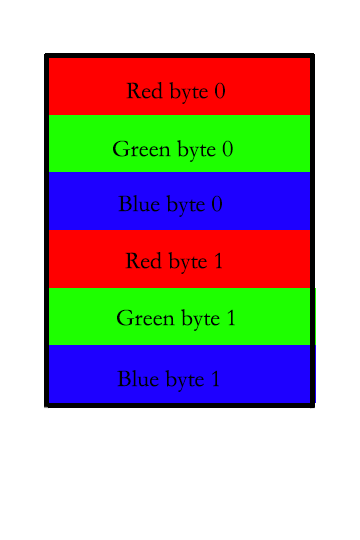 Red byte 0
Green byte 0
Blue byte 0
Red byte 1
Green byte 1
Blue byte 1